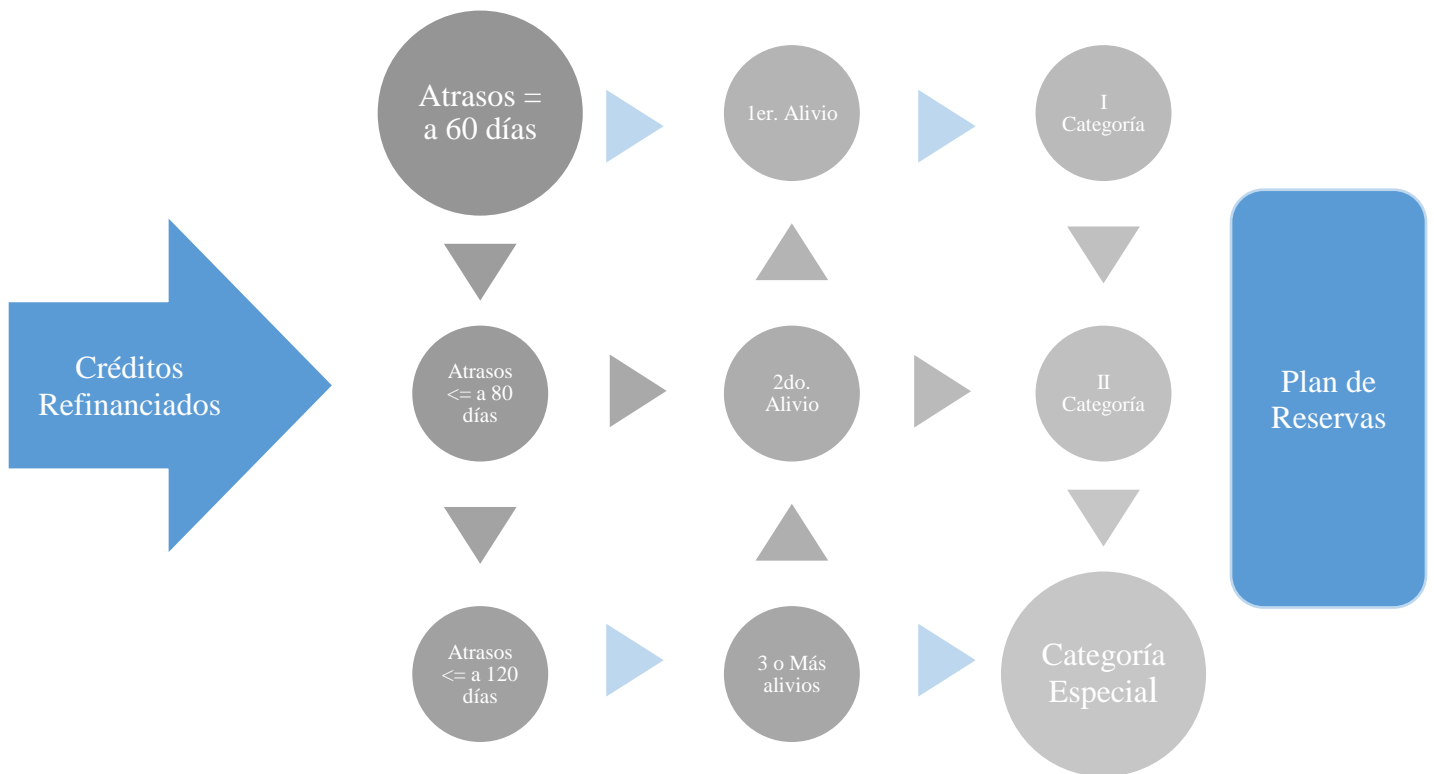 Créditos
Refinanciados
Atrasos =
a 60 días
1er. Alivio
I
Categoría
Atrasos
<= a 80
días
2do.
Alivio
II
Categoría
Atrasos
<= a 120
días
3 o Más
alivios
Categoría
Especial
Plan de
Reservas